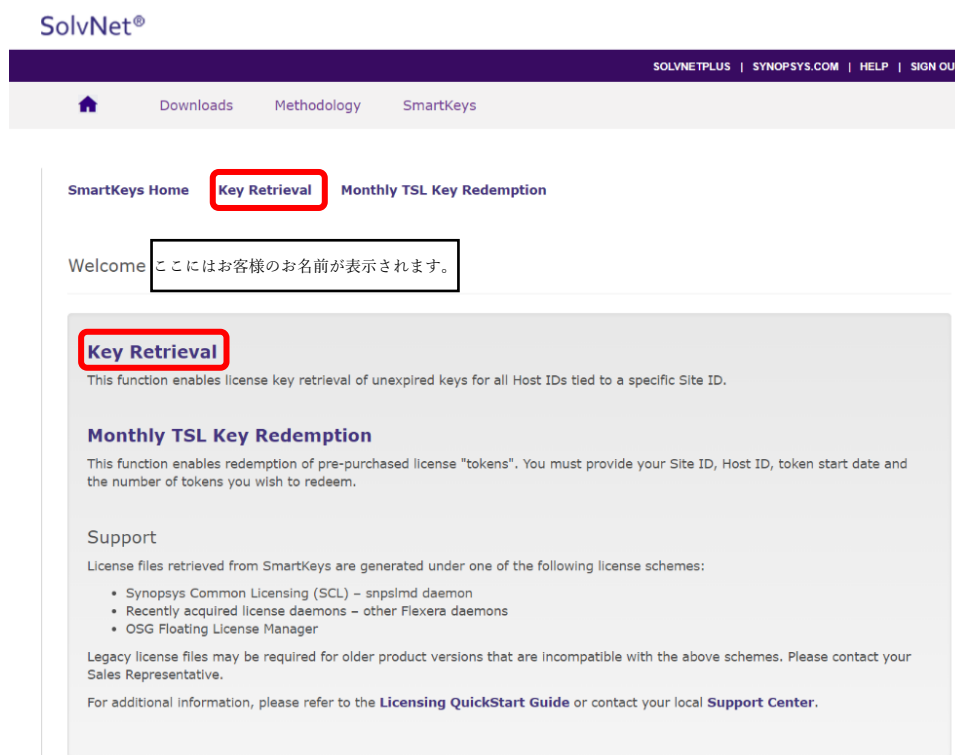 SolvNet®
SOLVNETPLUS | SYNOPSYS.COM | HELP | SIGN OU
Downloads Methodology SmartKeys
SmartKeys Home Key Retrieval Monthly TSL Key Redemption
Welcome ここにはお客様のお名前が表示されます。
Key Retrieval
This function enables license key retrieval of unexpired keys for all Host IDs tied to a specific Site ID.
Monthly TSL Key Redemption
This function enables redemption of pre-purchased license "tokens". You must provide your Site ID, Host ID, token start date and
the number of tokens you wish to redeem.
Support
License files retrieved from SmartKeys are generated under one of the following license schemes:
• Synopsys Common Licensing (SCL) – snpslmd daemon
• Recently acquired license daemons – other Flexera daemons
• OSG Floating License Manager
Legacy license files may be required for older product versions that are incompatible with the above schemes. Please contact your
Sales Representative.
For additional information, please refer to the Licensing QuickStart Guide or contact your local Support Center.